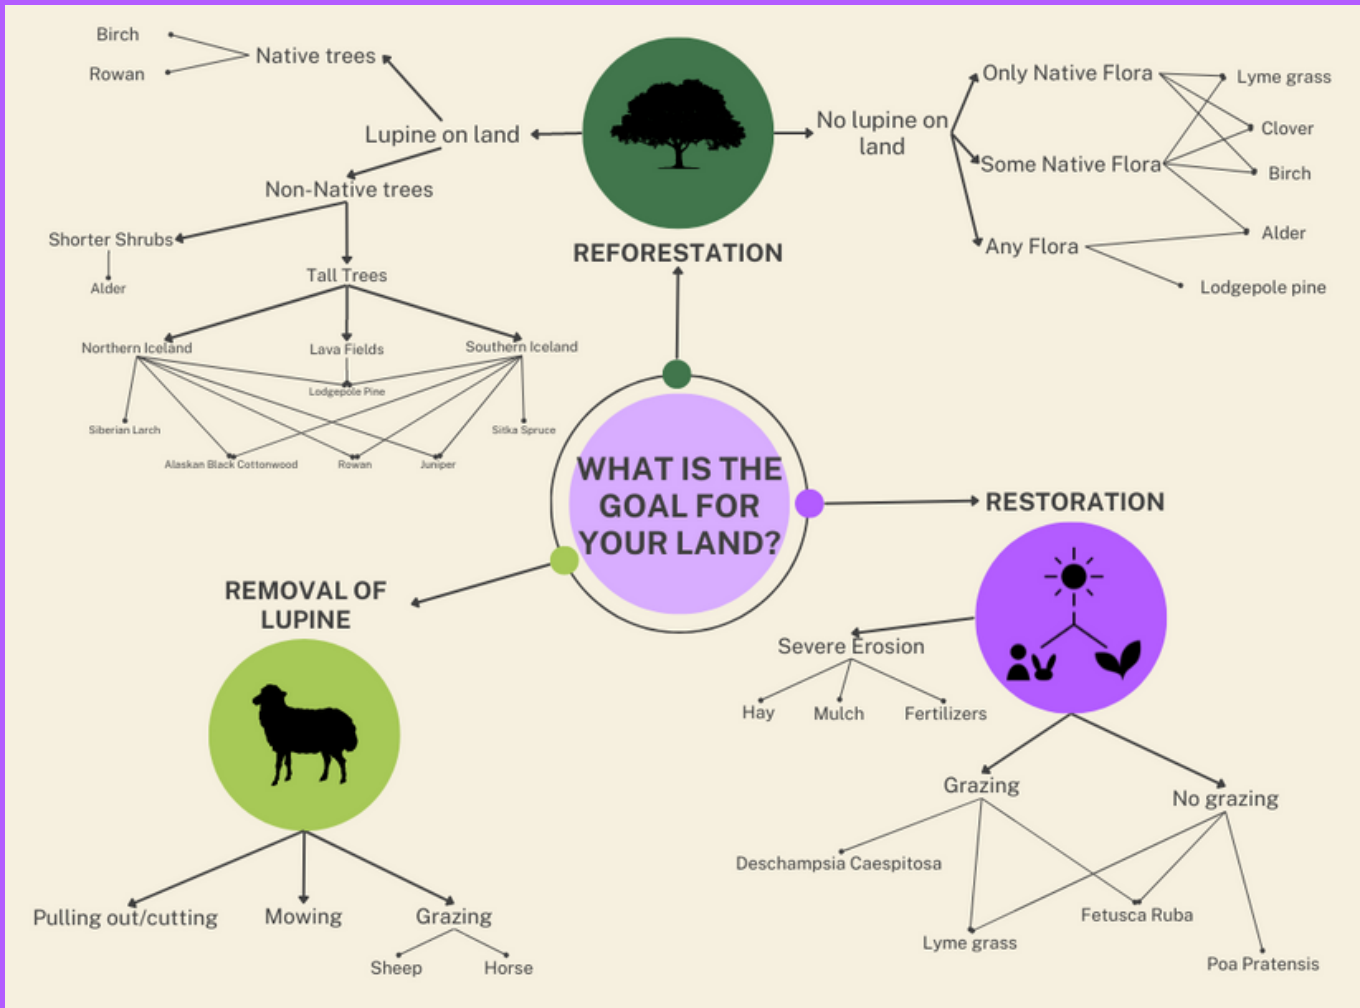 Birch
Rowan
Native trees
Lupine on land
Non-Native trees
Shorter Shrubs
Alder
Tall Trees
Northern Iceland
Lava Fields
Southern Iceland
Lodgepole Pine
Siberian Larch
Sitka Spruce
Alaskan Black Cottonwood
Rowan
Juniper
REFORESTATION
No lupine on
land
Only Native Flora
Some Native Flora
Any Flora
Lyme grass
Clover
Birch
Alder
Lodgepole pine
WHAT IS THE
GOAL FOR
YOUR LAND?
RESTORATION
Severe Erosion
Hay
Mulch
Fertilizers
Grazing
No grazing
Deschampsia Caespitosa
Fetusca Ruba
Lyme grass
Poa Pratensis
REMOVAL OF
LUPINE
Pulling out/cutting
Mowing
Grazing
Sheep
Horse